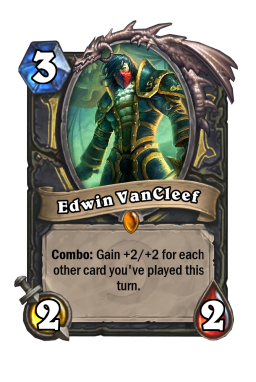 3
Edwin VanCleef
Combo: Gain +2/+2 for each
other card you've played this
turn.
2 2